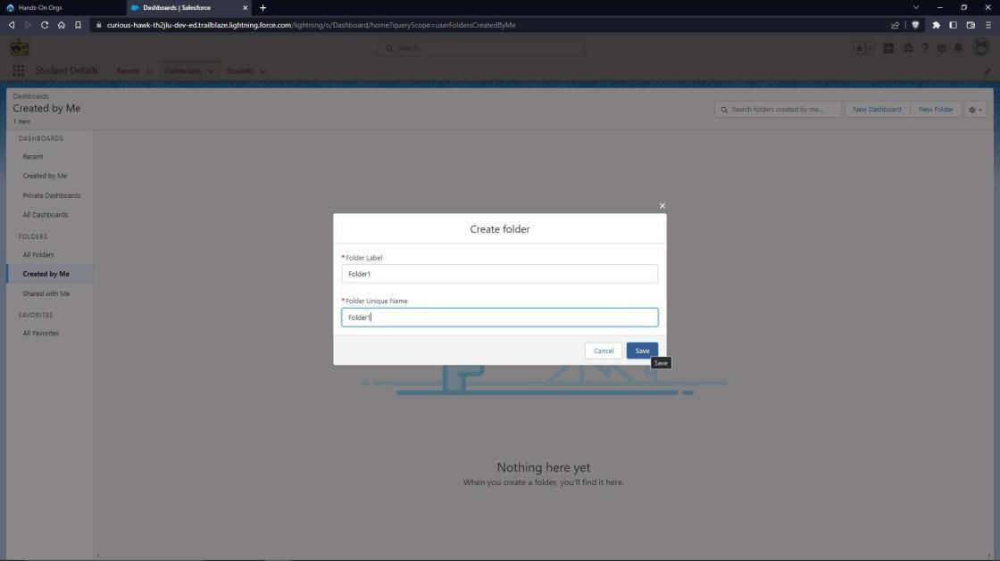 Hands-On Orgs
Dashboards | Salesforce
curious-hawk-th2jlu-dev-ed.trailblaze.lightning.force.com/lightning/o/Dashboard/home?queryScope=userFoldersCreatedByMe
Search...
Student Details
Reports
Dashboards
Students
Dashboards
Created by Me
1 item
Search folders created by me...
New Dashboard
New Folder
DASHBOARDS
Recent
Created by Me
Private Dashboards
All Dashboards
FOLDERS
All Folders
Created by Me
Shared with Me
FAVORITES
All Favorites
Create folder
* Folder Label
Folder1
* Folder Unique Name
Folder1
Cancel
Save
Save
Nothing here yet
When you create a folder, you'll find it here.